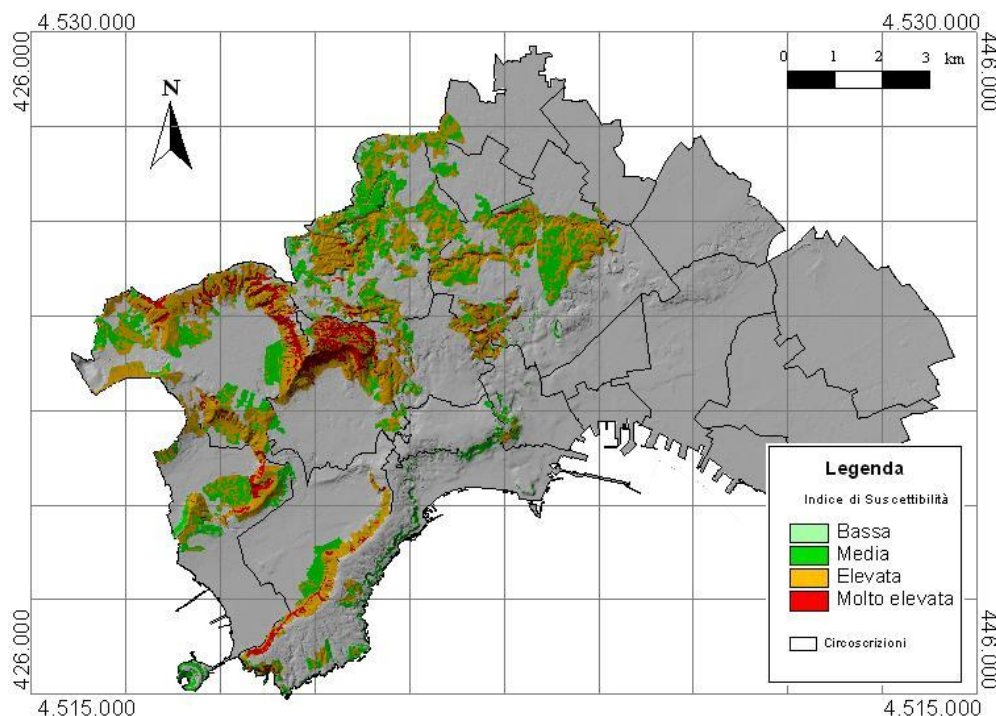 4.530.000
4.530.000
426.000
446.000
0 1 2 3 km
N
Legenda
Indice di Suscettibilità
Bassa
Media
Elevata
Molto elevata
Circoscrizioni
426.000
446.000
4.515.000
4.515.000